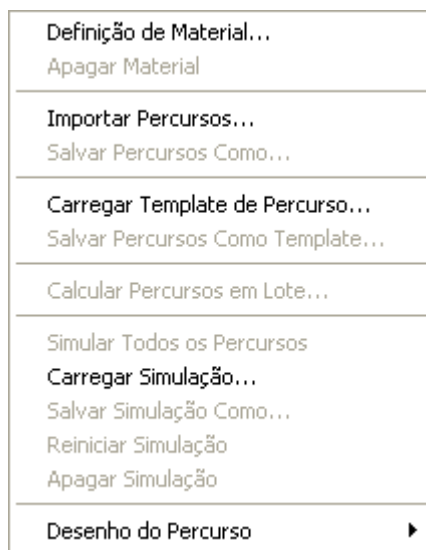 Definição de Material...
Apagar Material
Importar Percursos...
Salvar Percursos Como...
Carregar Template de Percurso...
Salvar Percursos Como Template...
Calcular Percursos em Lote...
Simular Todos os Percursos
Carregar Simulação...
Salvar Simulação Como...
Reiniciar Simulação
Apagar Simulação
Desenho do Percurso